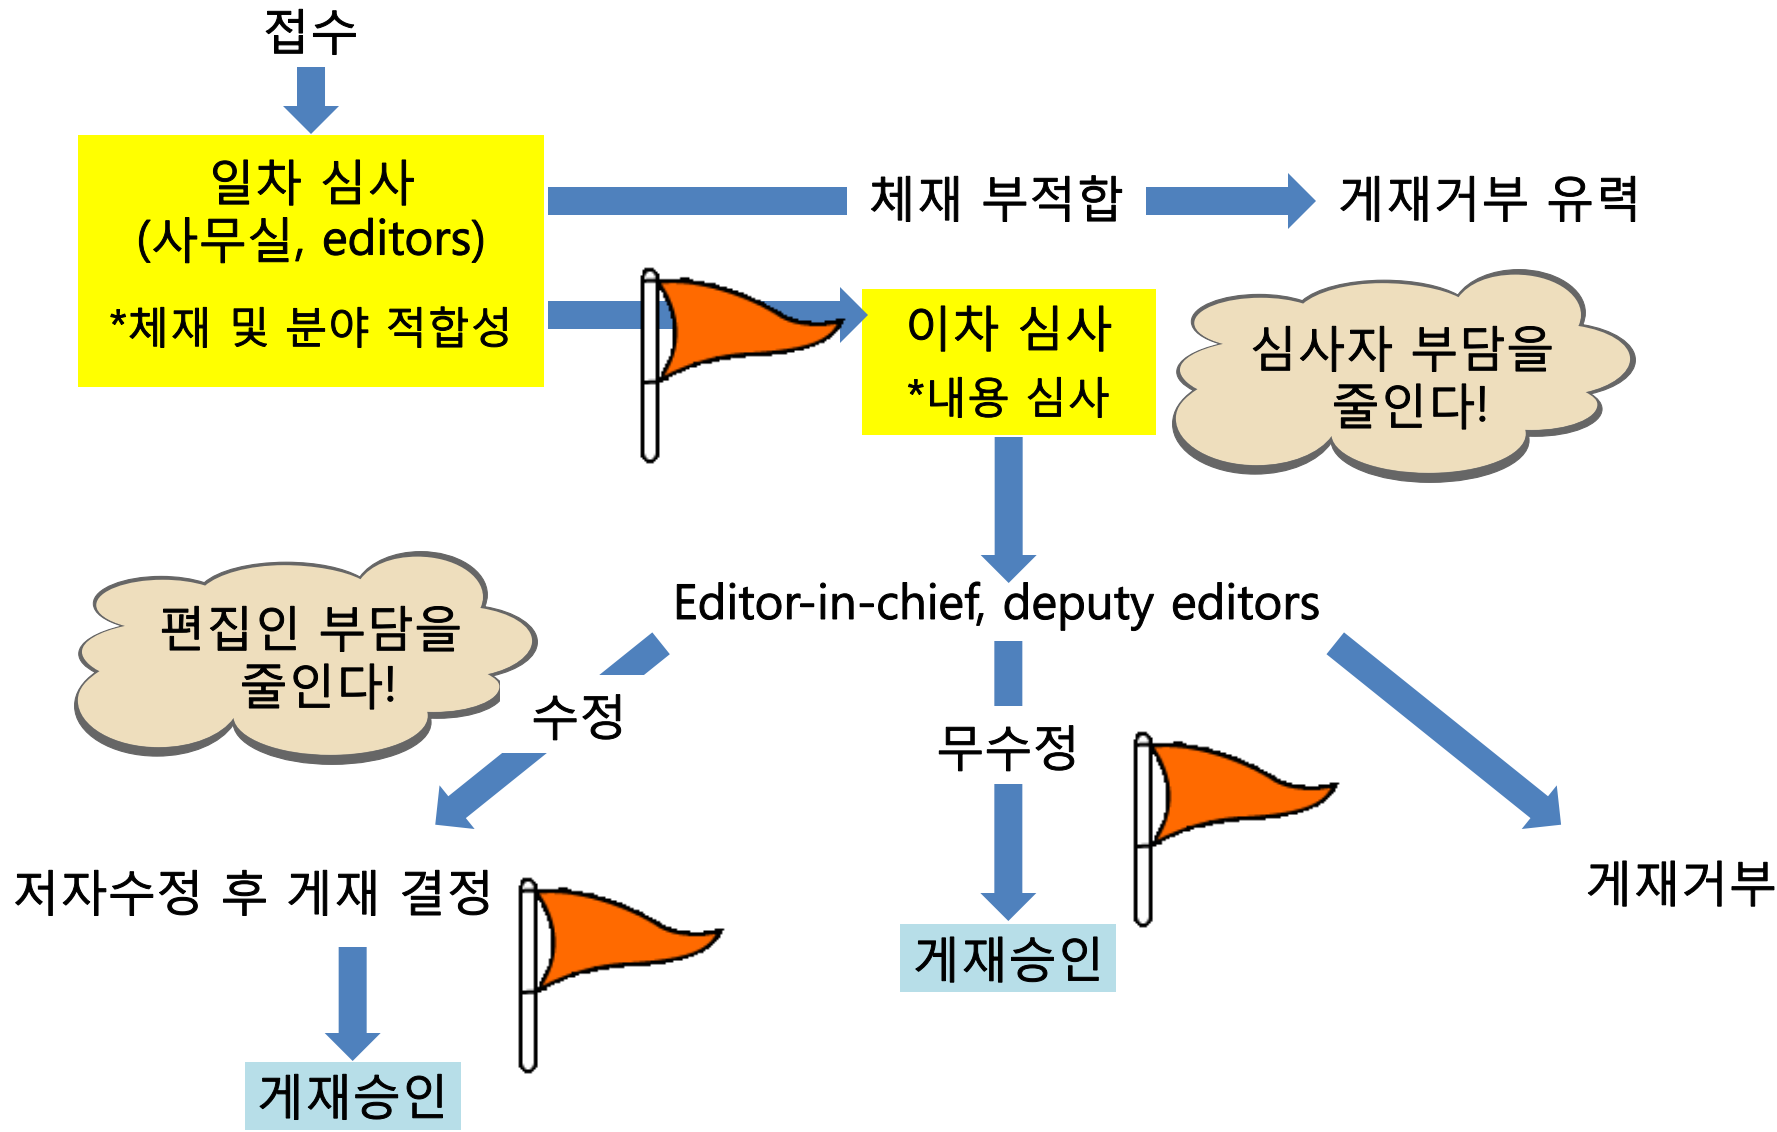 접수
일차 심사
(사무실, editors)
*체재 및 분야 적합성
체재 부적합
게재거부 유력
이차 심사
*내용 심사
심사자 부담을
줄인다!
Editor-in-chief, deputy editors
편집인 부담을
줄인다!
수정
무수정
저자수정 후 게재 결정
게재거부
게재승인
게재승인